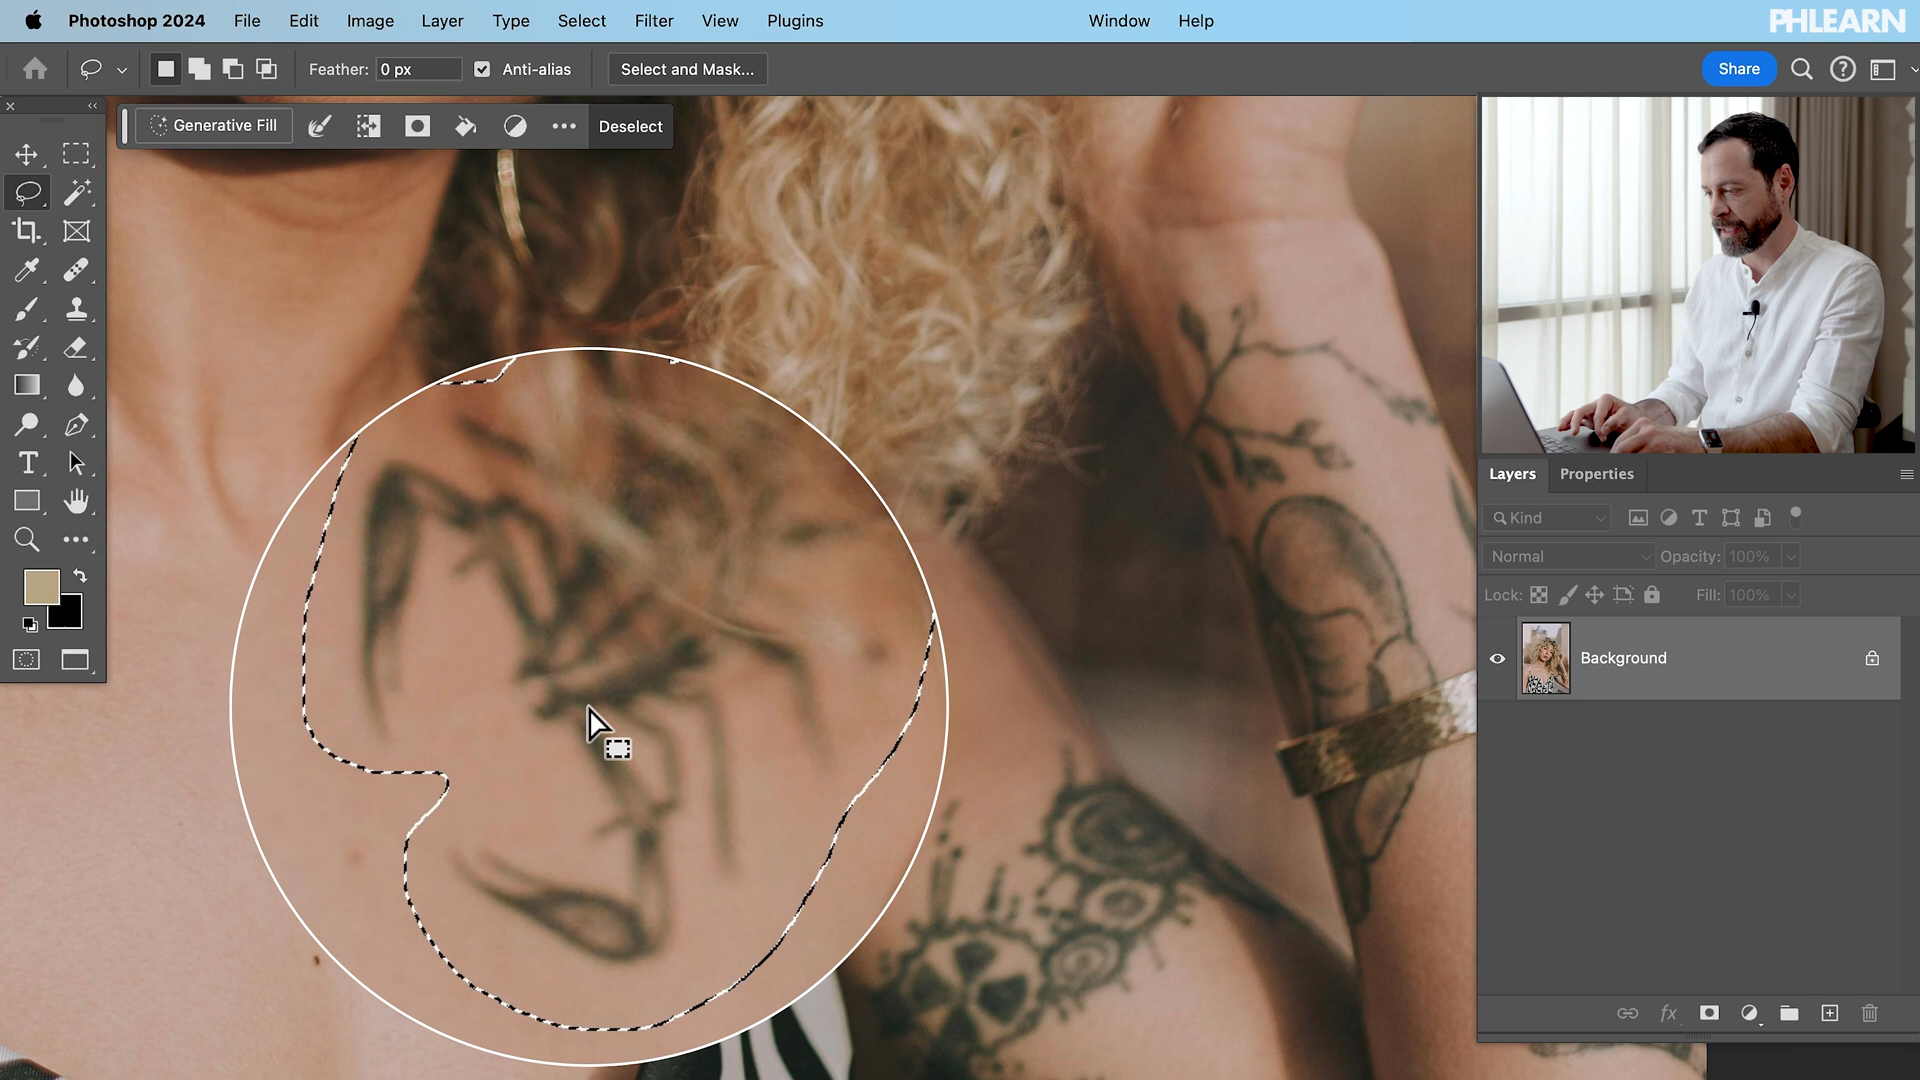 Photoshop 2024 File Edit Image Layer Type Select Filter View Plugins Window Help
PHLEARN
Feather: 0 px Anti-alias Select and Mask... Share
Generative Fill Deselect
Layers Properties
Kind
Normal Opacity: 100%
Lock: Fill: 100%
Background
fx